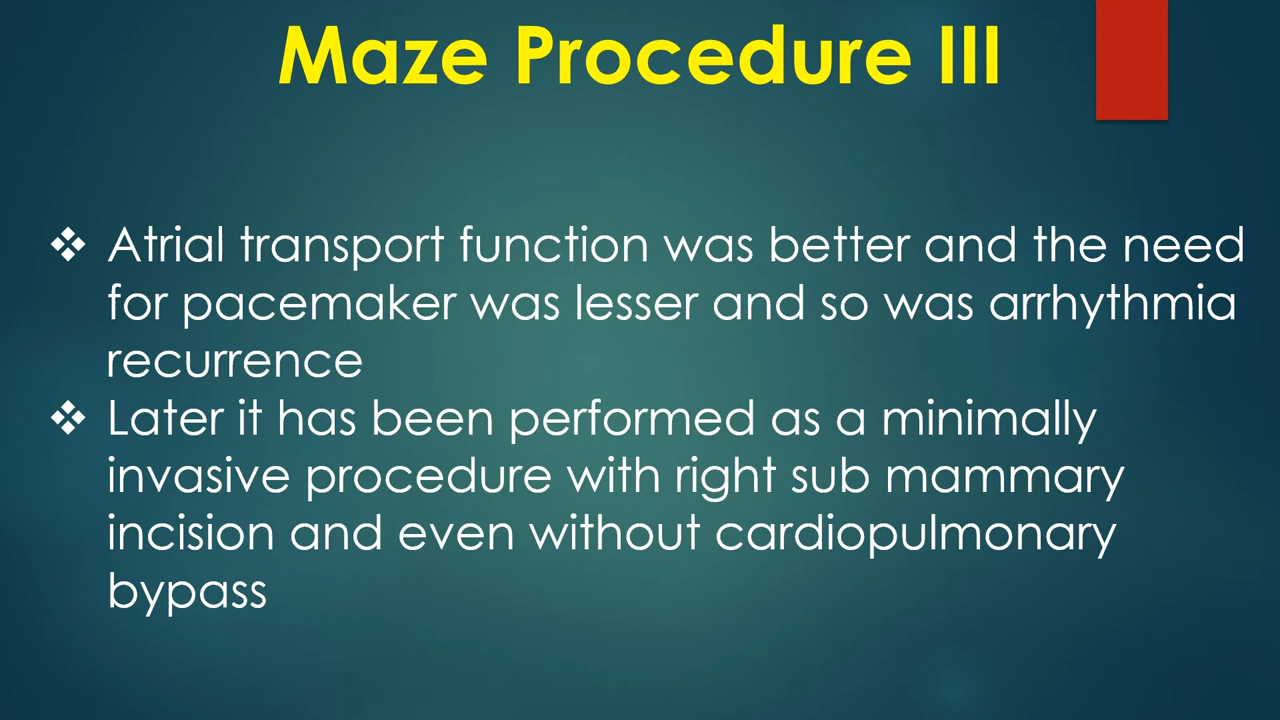 Maze Procedure III
❖ Atrial transport function was better and the need
for pacemaker was lesser and so was arrhythmia
recurrence
❖ Later it has been performed as a minimally
invasive procedure with right sub mammary
incision and even without cardiopulmonary
bypass